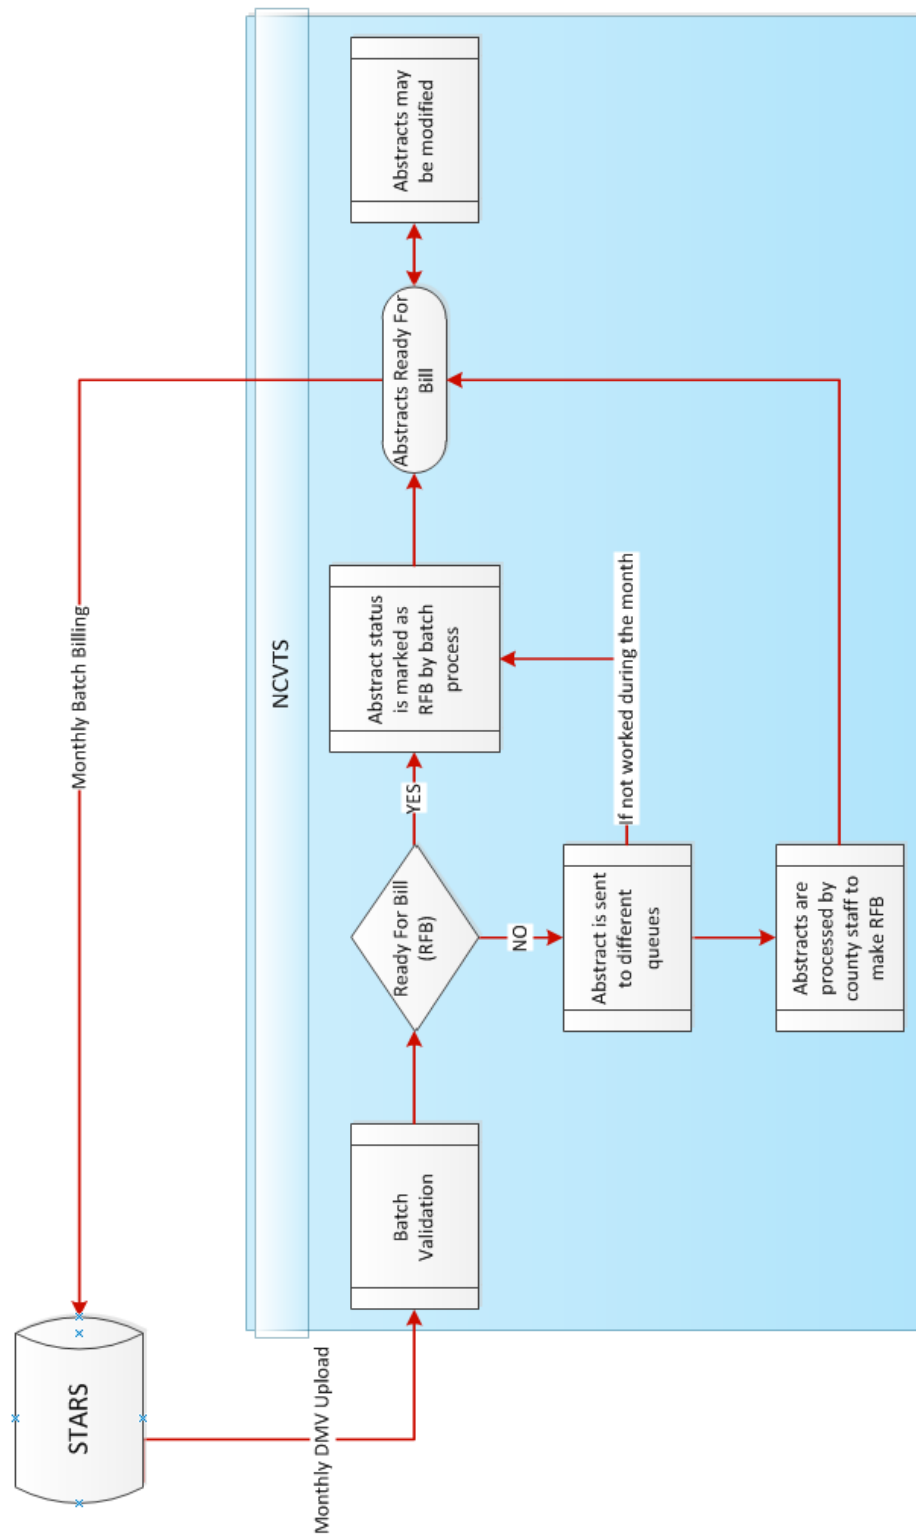 STARS
Monthly Batch Billing
Monthly DMV Upload
NCVTS
Batch
Validation
Ready For Bill
(RFB)
YES
Abstract status
is marked as
RFB by batch
process
Abstracts Ready For
Bill
Abstracts may
be modified
NO
Abstract is sent
to different
queues
If not worked during the month
Abstracts are
processed by
county staff to
make RFB